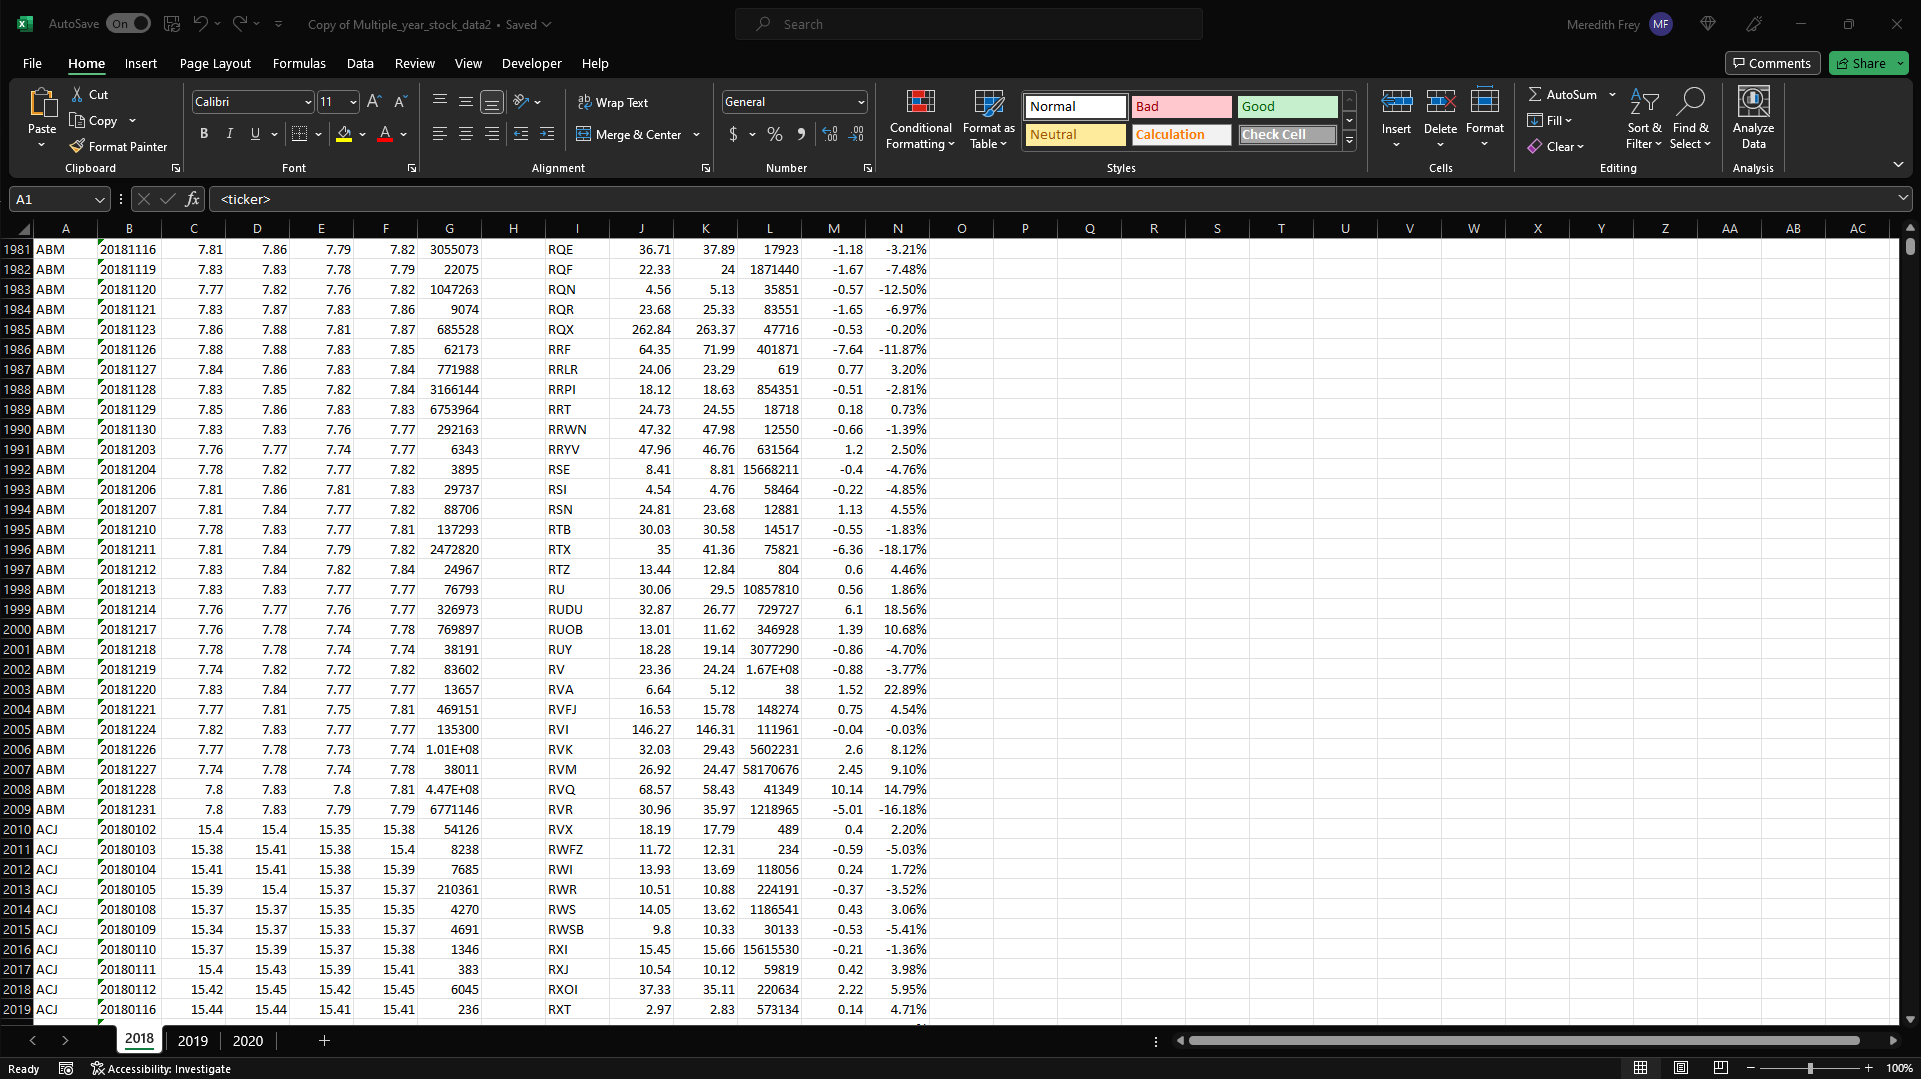 AutoSave On Copy of Multiple_year_stock_data2 • Saved Search Meredith Frey MF
File Home Insert Page Layout Formulas Data Review View Developer Help Comments Share
Paste Cut Copy Format Painter Clipboard
Calibri 11 B I U A Font
Wrap Text Merge & Center Alignment
General $ % Number
Conditional Formatting Format as Table
Normal Bad Good
Neutral Calculation Check Cell
Styles
Insert Delete Format Cells
AutoSum Fill Clear Sort & Filter Find & Select Editing
Analyze Data Analysis
A1 fx <ticker>
A B C D E F G H I J K L M N O P Q R S T U V W X Y Z AA AB AC
1981 ABM 20181116 7.81 7.86 7.79 7.82 3055073 RQE 36.71 37.89 17923 -1.18 -3.21%
1982 ABM 20181119 7.83 7.83 7.78 7.79 22075 RQF 22.33 24 1871440 -1.67 -7.48%
1983 ABM 20181120 7.77 7.82 7.76 7.82 1047263 RQN 4.56 5.13 35851 -0.57 -12.50%
1984 ABM 20181121 7.83 7.87 7.83 7.86 9074 RQR 23.68 25.33 83551 -1.65 -6.97%
1985 ABM 20181123 7.86 7.88 7.81 7.87 685528 RQX 262.84 263.37 47716 -0.53 -0.20%
1986 ABM 20181126 7.88 7.88 7.83 7.85 62173 RRF 64.35 71.99 401871 -7.64 -11.87%
1987 ABM 20181127 7.84 7.86 7.83 7.84 771988 RRLR 24.06 23.29 619 0.77 3.20%
1988 ABM 20181128 7.83 7.85 7.82 7.84 3166144 RRPI 18.12 18.63 854351 -0.51 -2.81%
1989 ABM 20181129 7.85 7.86 7.83 7.83 6753964 RRT 24.73 24.55 18718 0.18 0.73%
1990 ABM 20181130 7.83 7.83 7.76 7.77 292163 RRWN 47.32 47.98 12550 -0.66 -1.39%
1991 ABM 20181203 7.76 7.77 7.74 7.77 6343 RRYV 47.96 46.76 631564 1.2 2.50%
1992 ABM 20181204 7.78 7.82 7.77 7.82 3895 RSE 8.41 8.81 15668211 -0.4 -4.76%
1993 ABM 20181206 7.81 7.86 7.81 7.83 29737 RSI 4.54 4.76 58464 -0.22 -4.85%
1994 ABM 20181207 7.81 7.84 7.77 7.82 88706 RSN 24.81 23.68 12881 1.13 4.55%
1995 ABM 20181210 7.78 7.83 7.77 7.81 137293 RTB 30.03 30.58 14517 -0.55 -1.83%
1996 ABM 20181211 7.81 7.84 7.79 7.82 2472820 RTX 35 41.36 75821 -6.36 -18.17%
1997 ABM 20181212 7.83 7.84 7.82 7.84 24967 RTZ 13.44 12.84 804 0.6 4.46%
1998 ABM 20181213 7.83 7.83 7.77 7.77 76793 RU 30.06 29.5 10857810 0.56 1.86%
1999 ABM 20181214 7.76 7.77 7.76 7.77 326973 RUDU 32.87 26.77 729727 6.1 18.56%
2000 ABM 20181217 7.76 7.78 7.74 7.78 769897 RUOB 13.01 11.62 346928 1.39 10.68%
2001 ABM 20181218 7.78 7.78 7.74 7.74 38191 RUY 18.28 19.14 3077290 -0.86 -4.70%
2002 ABM 20181219 7.74 7.82 7.72 7.82 83602 RV 23.36 24.24 1.67E+08 -0.88 -3.77%
2003 ABM 20181220 7.83 7.84 7.77 7.77 13657 RVA 6.64 5.12 38 1.52 22.89%
2004 ABM 20181221 7.77 7.81 7.75 7.81 469151 RVFJ 16.53 15.78 148274 0.75 4.54%
2005 ABM 20181224 7.82 7.83 7.77 7.77 135300 RVI 146.27 146.31 111961 -0.04 -0.03%
2006 ABM 20181226 7.77 7.78 7.73 7.74 1.01E+08 RVK 32.03 29.43 5602231 2.6 8.12%
2007 ABM 20181227 7.74 7.78 7.74 7.78 38011 RVM 26.92 24.47 58170676 2.45 9.10%
2008 ABM 20181228 7.8 7.83 7.8 7.81 4.47E+08 RVQ 68.57 58.43 41349 10.14 14.79%
2009 ABM 20181231 7.8 7.83 7.79 7.79 6771146 RVR 30.96 35.97 1218965 -5.01 -16.18%
2010 ACJ 20180102 15.4 15.4 15.35 15.38 54126 RVX 18.19 17.79 489 0.4 2.20%
2011 ACJ 20180103 15.38 15.41 15.38 15.4 8238 RWFZ 11.72 12.31 234 -0.59 -5.03%
2012 ACJ 20180104 15.41 15.41 15.38 15.39 7685 RWI 13.93 13.69 118056 0.24 1.72%
2013 ACJ 20180105 15.39 15.4 15.37 15.37 210361 RWR 10.51 10.88 224191 -0.37 -3.52%
2014 ACJ 20180108 15.37 15.37 15.35 15.35 4270 RWS 14.05 13.62 1186541 0.43 3.06%
2015 ACJ 20180109 15.34 15.37 15.33 15.37 4691 RWSB 9.8 10.33 30133 -0.53 -5.41%
2016 ACJ 20180110 15.37 15.39 15.37 15.38 1346 RXI 15.45 15.66 15615530 -0.21 -1.36%
2017 ACJ 20180111 15.4 15.43 15.39 15.41 383 RXJ 10.54 10.12 59819 0.42 3.98%
2018 ACJ 20180112 15.42 15.45 15.42 15.45 6045 RXOI 37.33 35.11 220634 2.22 5.95%
2019 ACJ 20180116 15.44 15.44 15.41 15.41 236 RXT 2.97 2.83 573134 0.14 4.71%
2018 2019 2020
Ready Accessibility: Investigate 100%